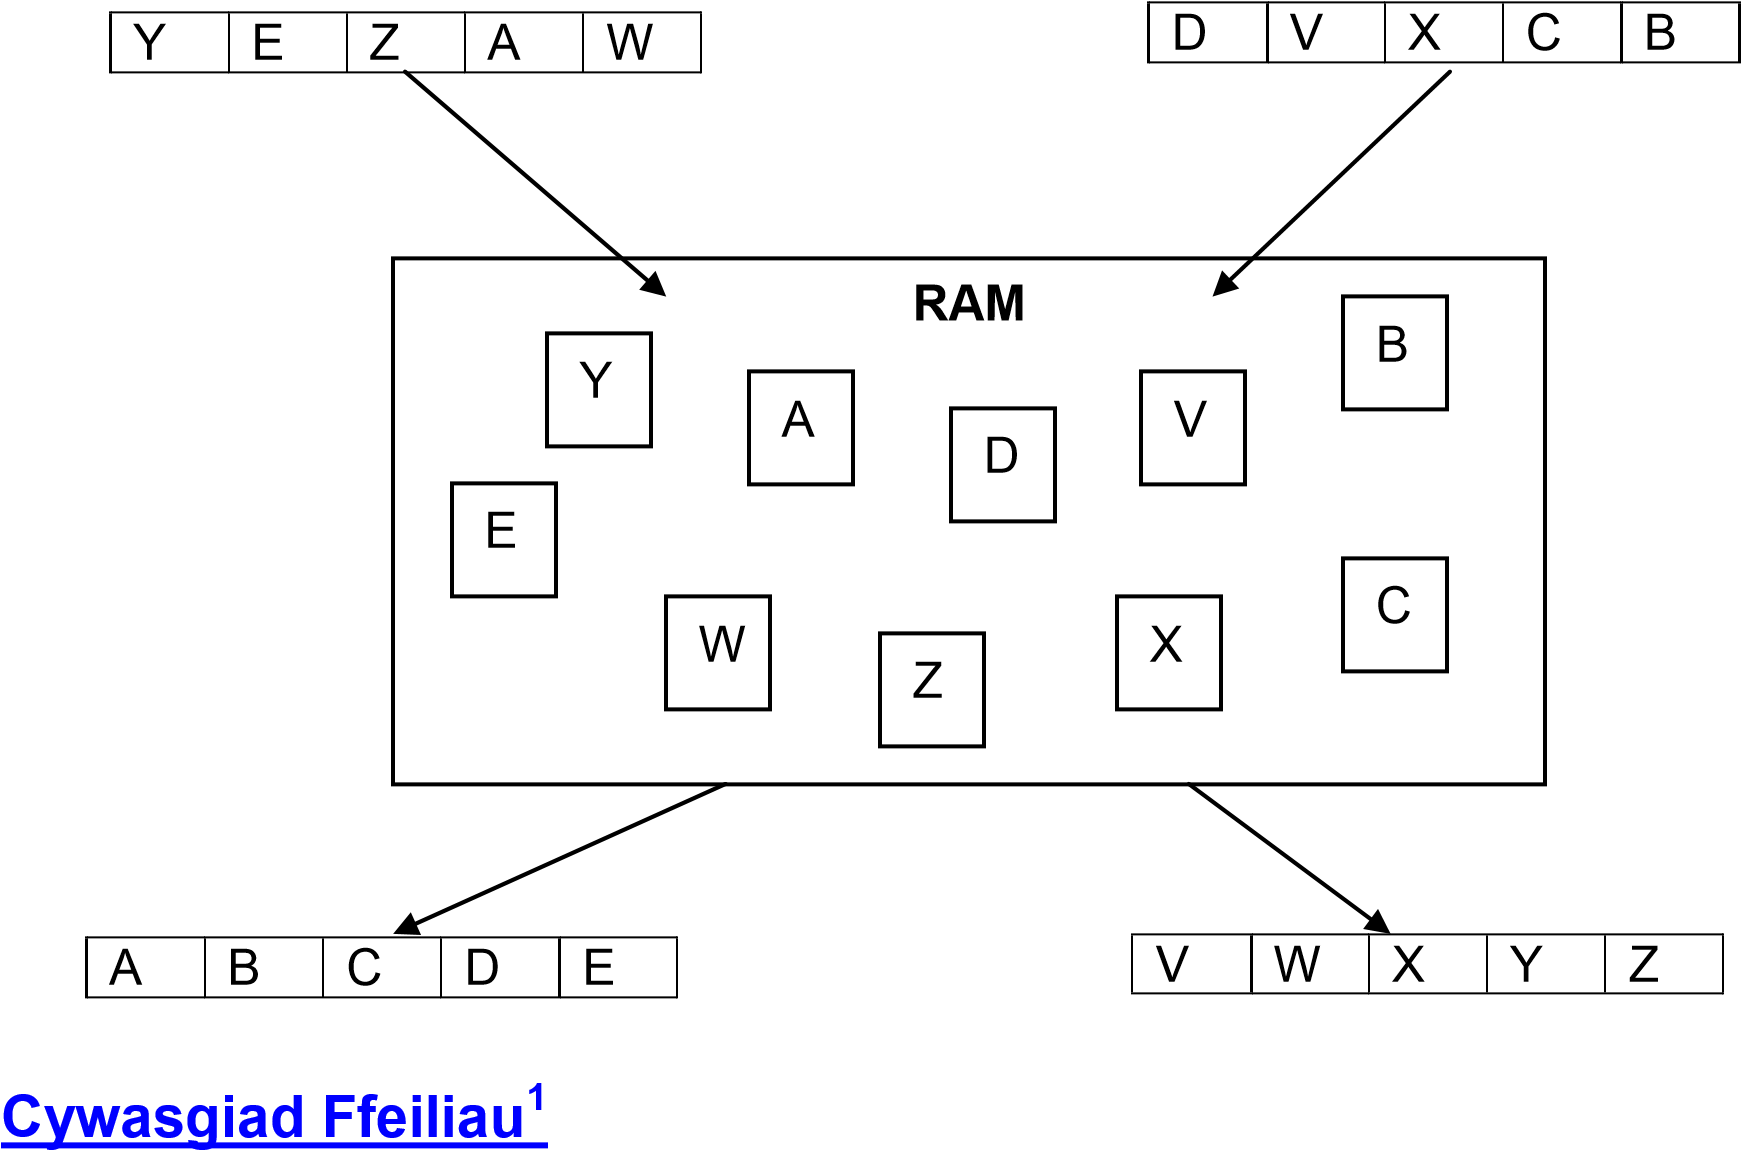 Y E Z A W
D V X C B
RAM
B
Y
A
V
D
E
C
W
X
Z
A B C D E
V W X Y Z
Cywasgiad Ffeiliau1